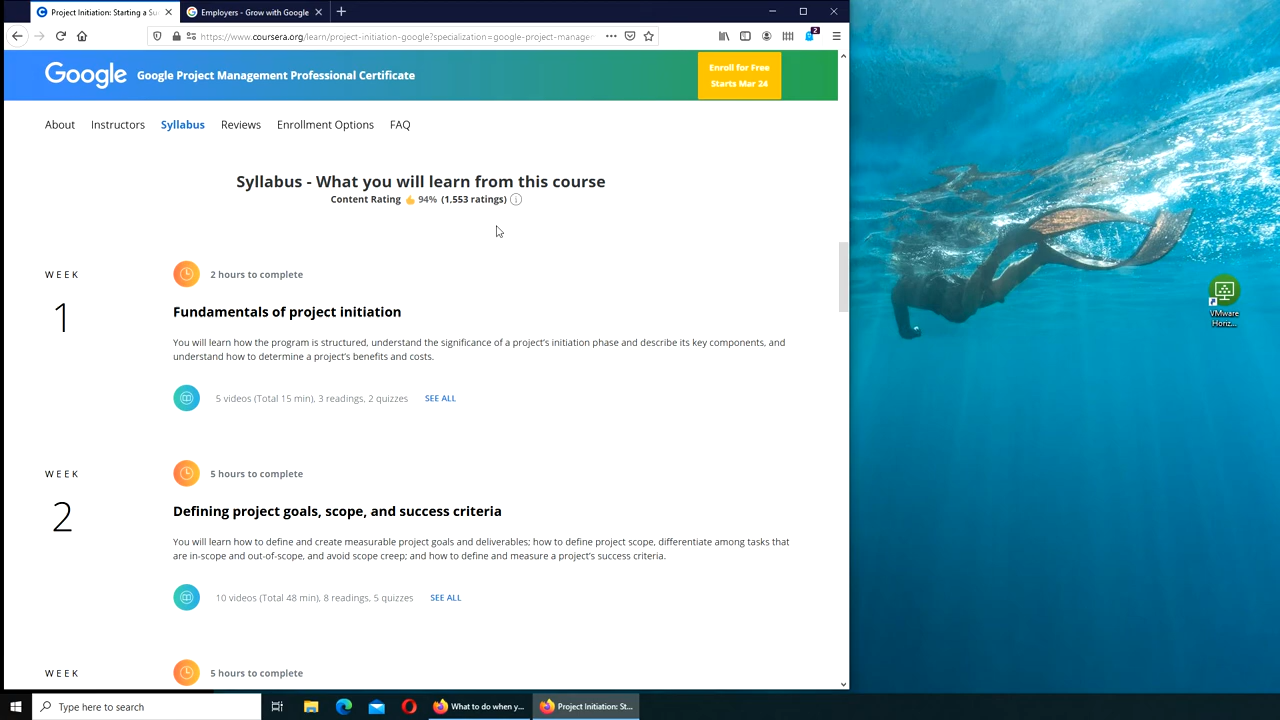 Project Initiation: Starting a Su
Employers - Grow with Google
https://www.coursera.org/learn/project-initiation-google?specialization=google-project-manage
2
Google
Google Project Management Professional Certificate
Enroll for Free
Starts Mar 24
About
Instructors
Syllabus
Reviews
Enrollment Options
FAQ
Syllabus - What you will learn from this course
Content Rating 94% (1,553 ratings)
WEEK
1
2 hours to complete
Fundamentals of project initiation
You will learn how the program is structured, understand the significance of a project's initiation phase and describe its key components, and
understand how to determine a project's benefits and costs.
5 videos (Total 15 min), 3 readings, 2 quizzes SEE ALL
WEEK
2
5 hours to complete
Defining project goals, scope, and success criteria
You will learn how to define and create measurable project goals and deliverables; how to define project scope, differentiate among tasks that
are in-scope and out-of-scope, and avoid scope creep; and how to define and measure a project's success criteria.
10 videos (Total 48 min), 8 readings, 5 quizzes SEE ALL
WEEK
5 hours to complete
VMware
Horiz...
Type here to search
What to do when y...
Project Initiation: St...